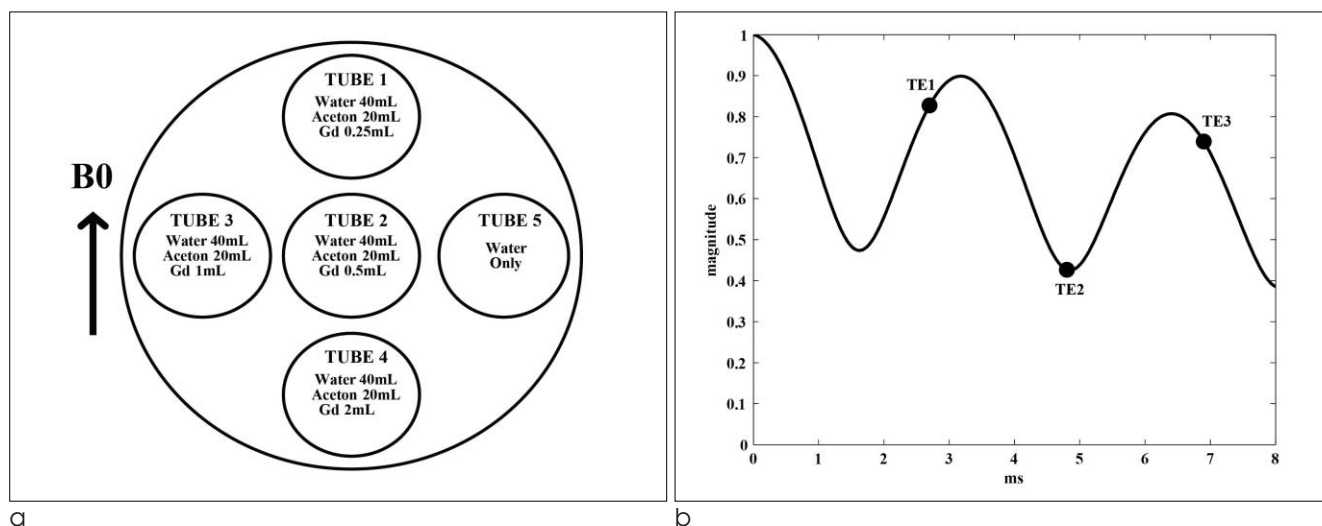 B0
TUBE 1
Water 40mL
Aceton 20mL
Gd 0.25mL
TUBE 3
Water 40mL
Aceton 20mL
Gd 1mL
TUBE 2
Water 40mL
Aceton 20mL
Gd 0.5mL
TUBE 5
Water
Only
TUBE 4
Water 40mL
Aceton 20mL
Gd 2mL
a
1
0.9
0.8
0.7
0.6
0.5
0.4
0.3
0.2
0.1
0
magnitude
TE1
TE2
TE3
0 1 2 3 4 5 6 7 8
ms
b